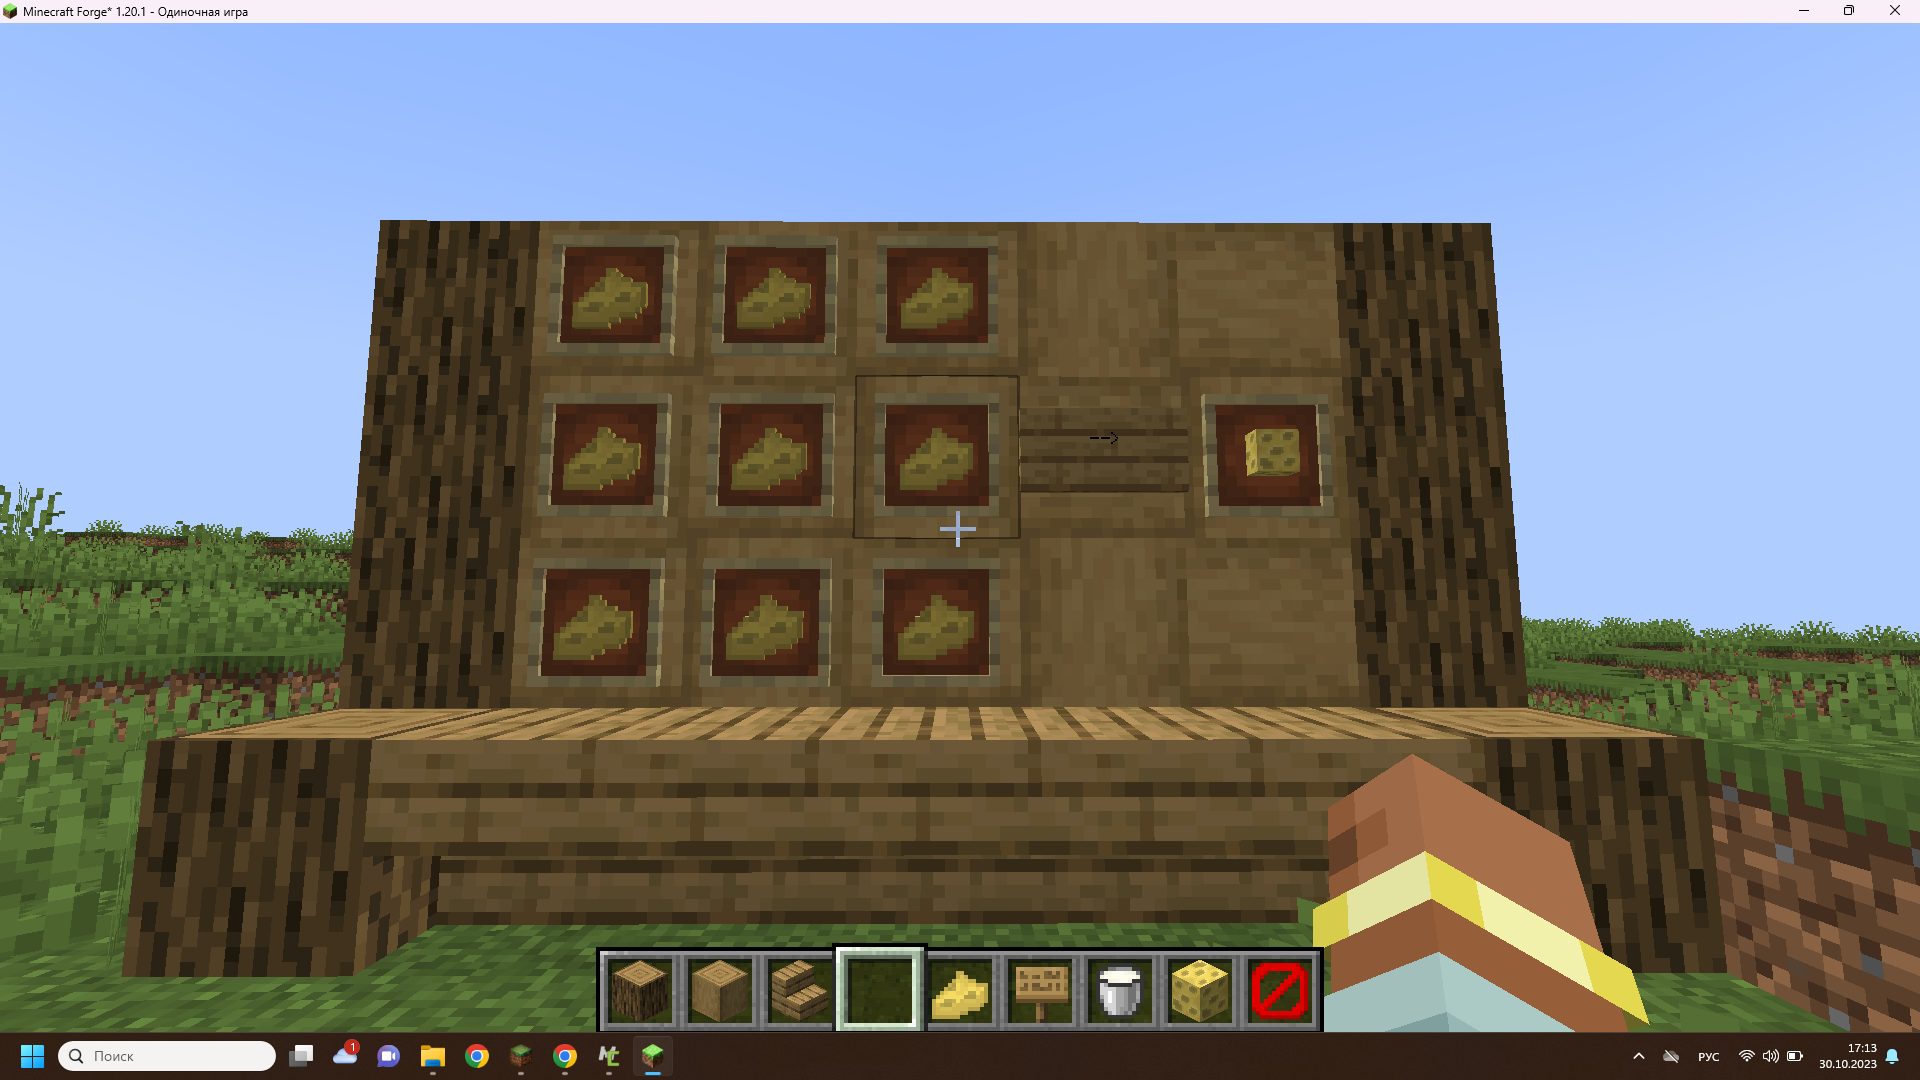 Minecraft Forge* 1.20.1 - Одиночная игра
-->
1
Поиск
РУС
17:13
30.10.2023